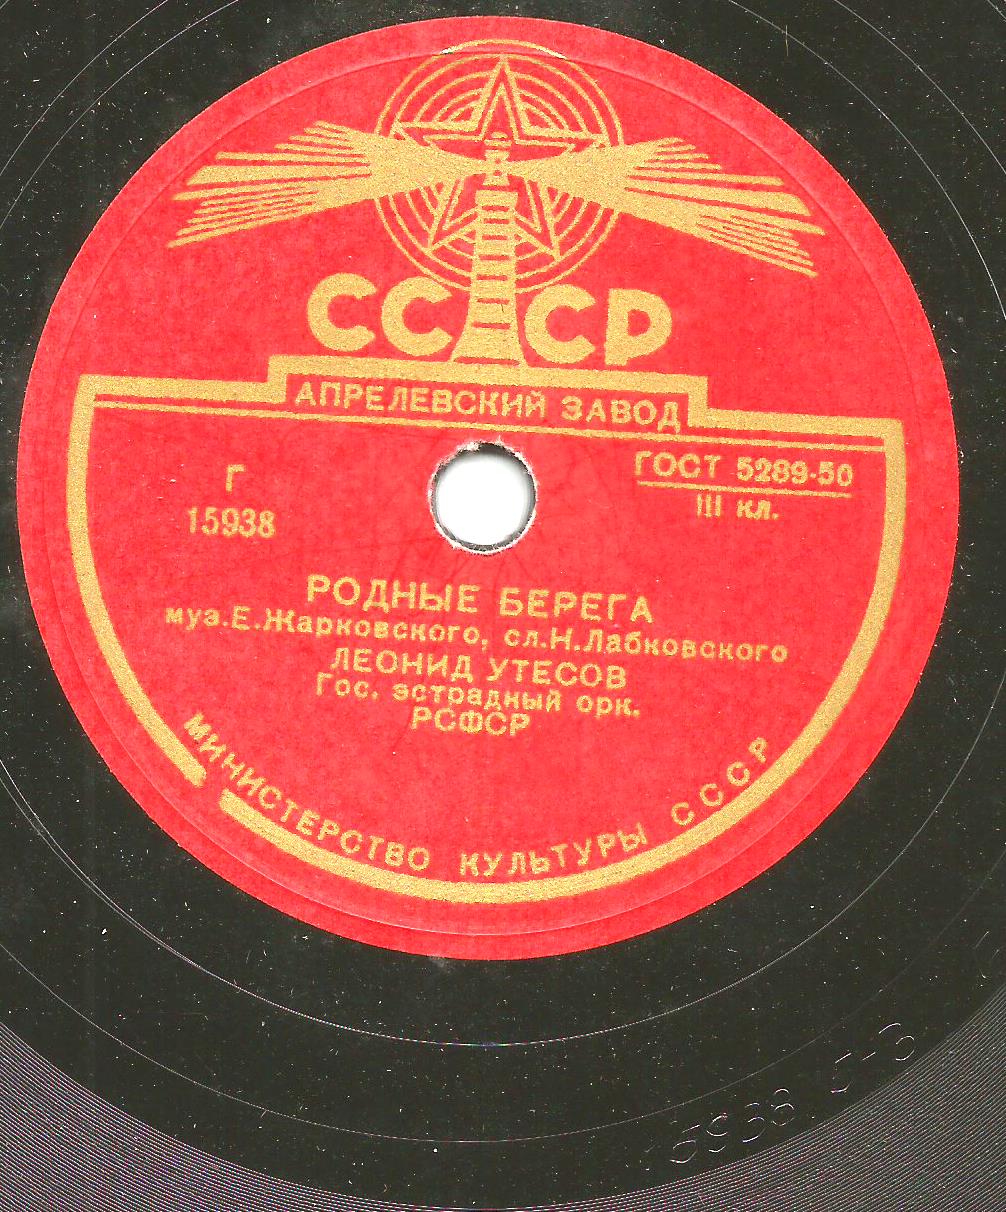 СССР
АПРЕЛЕВСКИЙ ЗАВОД
Г
15938
ГОСТ 5289-50
III кл.
РОДНЫЕ БЕРЕГА
муз.Е.Жарковского, сл.Н.Лабковского
ЛЕОНИД УТЕСОВ
Гос. эстрадный орк.
РСФСР
МИНИСТЕРСТВО КУЛЬТУРЫ СССР